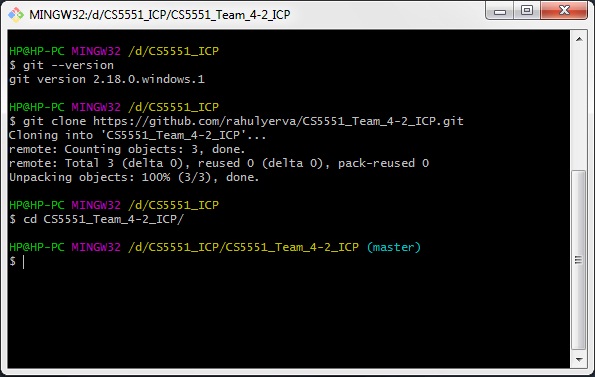 MINGW32:/d/CS5551_ICP/CS5551_Team_4-2_ICP
HP@HP-PC MINGW32 /d/CS5551_ICP
$ git --version
git version 2.18.0.windows.1
HP@HP-PC MINGW32 /d/CS5551_ICP
$ git clone https://github.com/rahulyerva/CS5551_Team_4-2_ICP.git
Cloning into 'CS5551_Team_4-2_ICP'...
remote: Counting objects: 3, done.
remote: Total 3 (delta 0), reused 0 (delta 0), pack-reused 0
Unpacking objects: 100% (3/3), done.
HP@HP-PC MINGW32 /d/CS5551_ICP
$ cd CS5551_Team_4-2_ICP/
HP@HP-PC MINGW32 /d/CS5551_ICP/CS5551_Team_4-2_ICP (master)
$